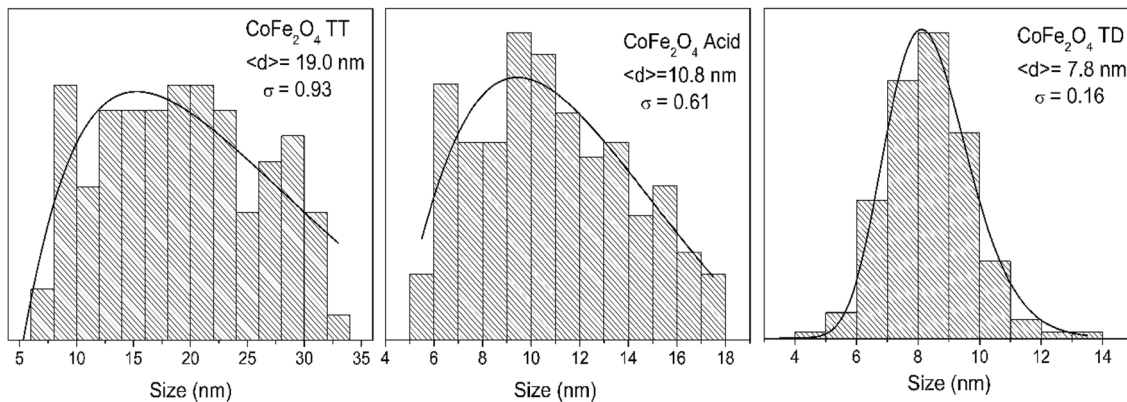 CoFe₂O₄ TT
<d>= 19.0 nm
σ = 0.93
5 10 15 20 25 30 35
Size (nm)
CoFe₂O₄ Acid
<d>=10.8 nm
σ = 0.61
4 6 8 10 12 14 16 18
Size (nm)
CoFe₂O₄ TD
<d>= 7.8 nm
σ = 0.16
4 6 8 10 12 14
Size (nm)